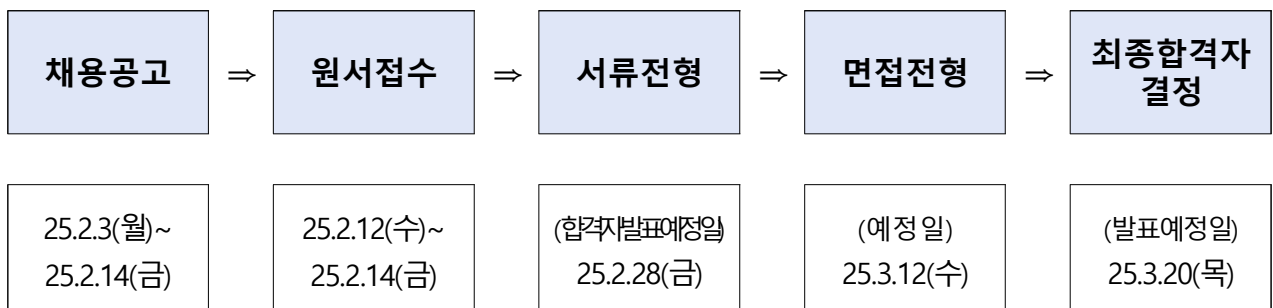 채용공고 ⇒ 원서접수 ⇒ 서류전형 ⇒ 면접전형 ⇒ 최종합격자
결정
25.2.3(월)~
25.2.14(금)
25.2.12(수)~
25.2.14(금)
(합격자발표예정일)
25.2.28(금)
(예정일)
25.3.12(수)
(발표예정일)
25.3.20(목)